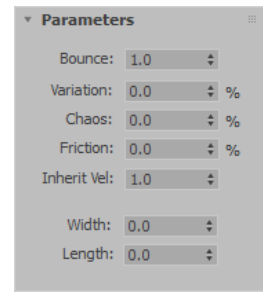 Parameters
Bounce: 1.0
Variation: 0.0 %
Chaos: 0.0 %
Friction: 0.0 %
Inherit Vel: 1.0
Width: 0.0
Length: 0.0